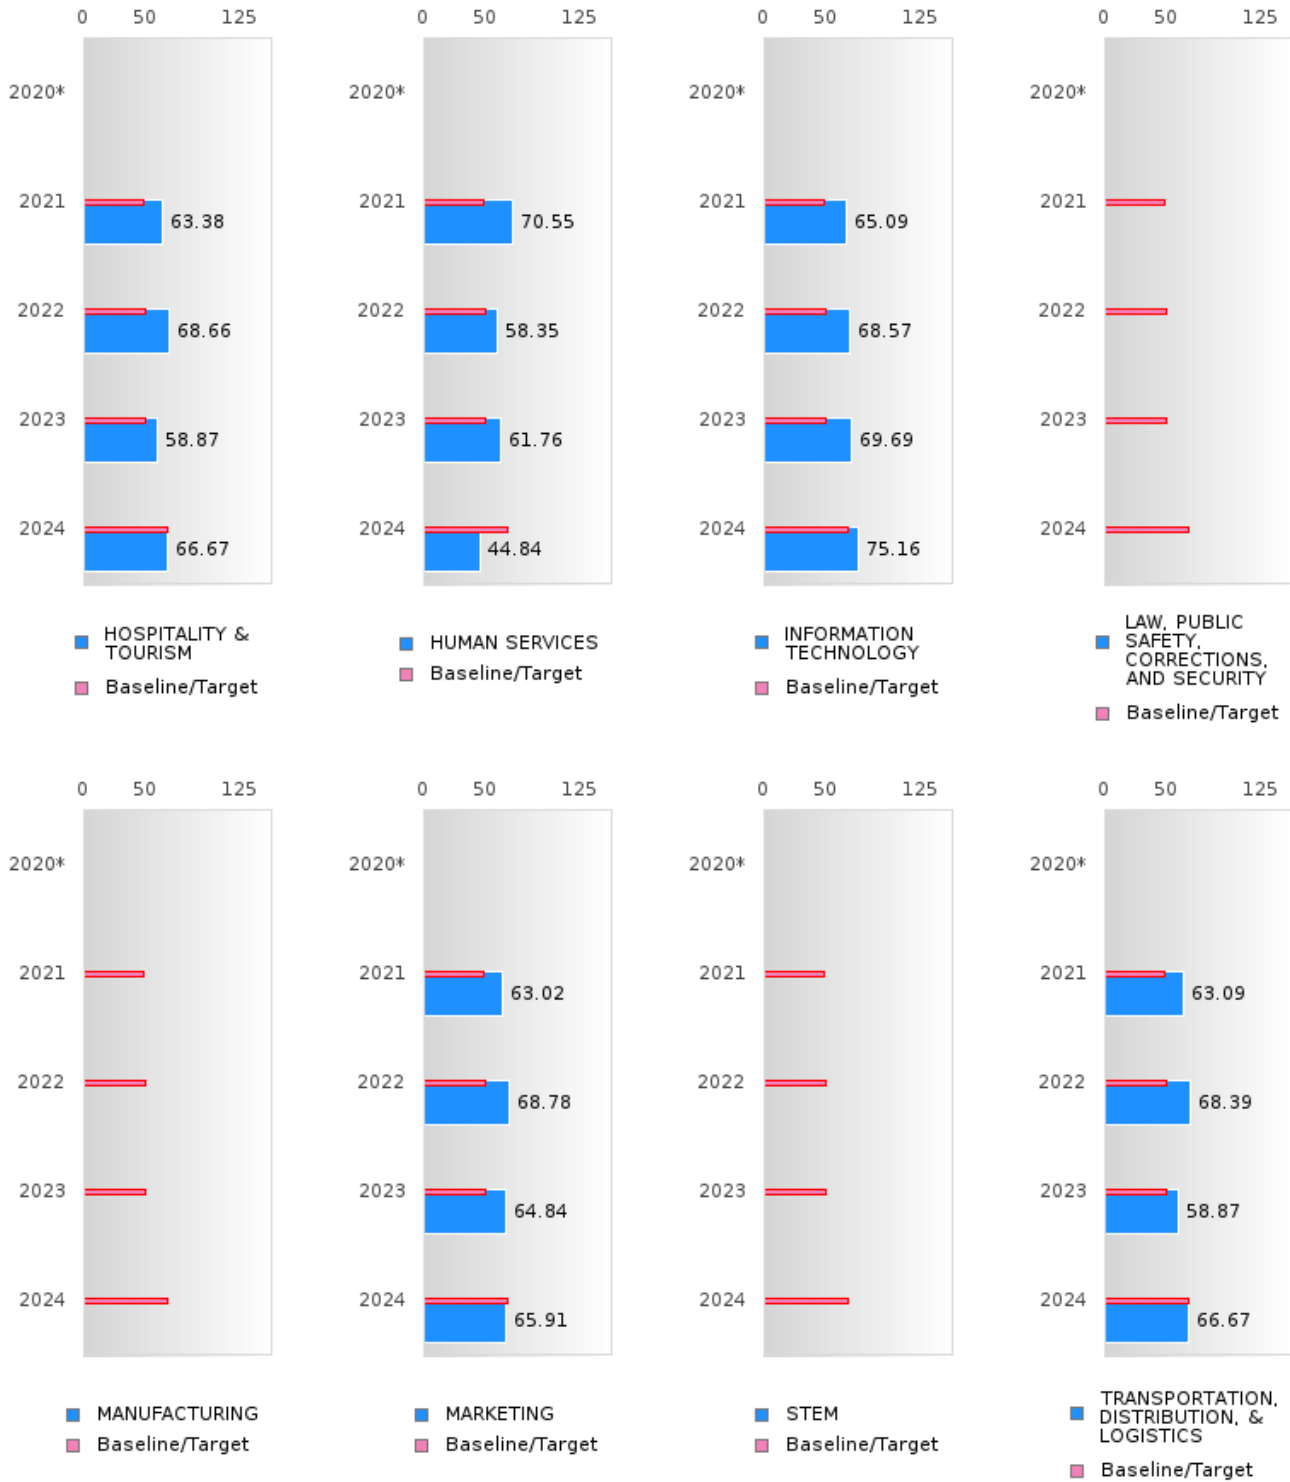 0 50 125
2020*
2021 63.38
2022 68.66
2023 58.87
2024 66.67
HOSPITALITY &
TOURISM
Baseline/Target
0 50 125
2020*
2021 70.55
2022 58.35
2023 61.76
2024 44.84
HUMAN SERVICES
Baseline/Target
0 50 125
2020*
2021 65.09
2022 68.57
2023 69.69
2024 75.16
INFORMATION
TECHNOLOGY
Baseline/Target
0 50 125
2020*
2021
2022
2023
2024
LAW, PUBLIC
SAFETY,
CORRECTIONS,
AND SECURITY
Baseline/Target
0 50 125
2020*
2021
2022
2023
2024
MANUFACTURING
Baseline/Target
0 50 125
2020*
2021 63.02
2022 68.78
2023 64.84
2024 65.91
MARKETING
Baseline/Target
0 50 125
2020*
2021
2022
2023
2024
STEM
Baseline/Target
0 50 125
2020*
2021 63.09
2022 68.39
2023 58.87
2024 66.67
TRANSPORTATION,
DISTRIBUTION, &
LOGISTICS
Baseline/Target